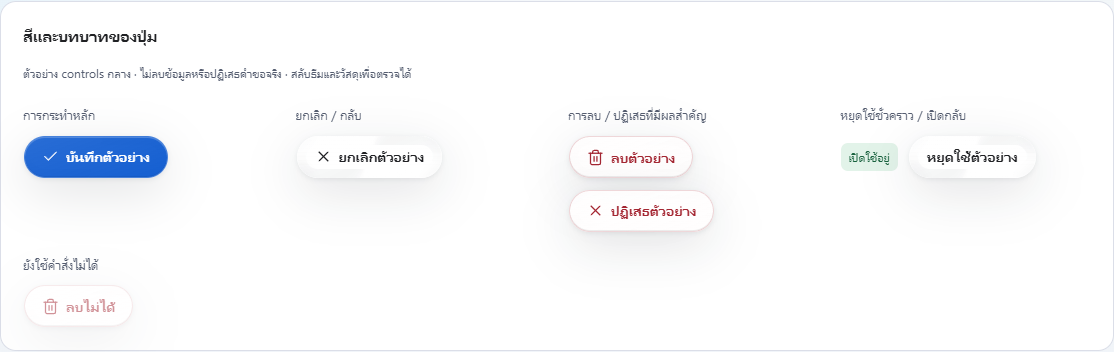 สีและบทบาทของปุ่ม
ตัวอย่าง controls กลาง · ไม่ลบข้อมูลหรือปฏิเสธคำขอจริง · สลับธีมและวัสดุเพื่อตรวจได้
การกระทำหลัก
บันทึกตัวอย่าง
ยกเลิก / กลับ
ยกเลิกตัวอย่าง
การลบ / ปฏิเสธที่มีผลสำคัญ
ลบตัวอย่าง
ปฏิเสธตัวอย่าง
หยุดใช้ชั่วคราว / เปิดกลับ
เปิดใช้อยู่
หยุดใช้ตัวอย่าง
ยังใช้คำสั่งไม่ได้
ลบไม่ได้